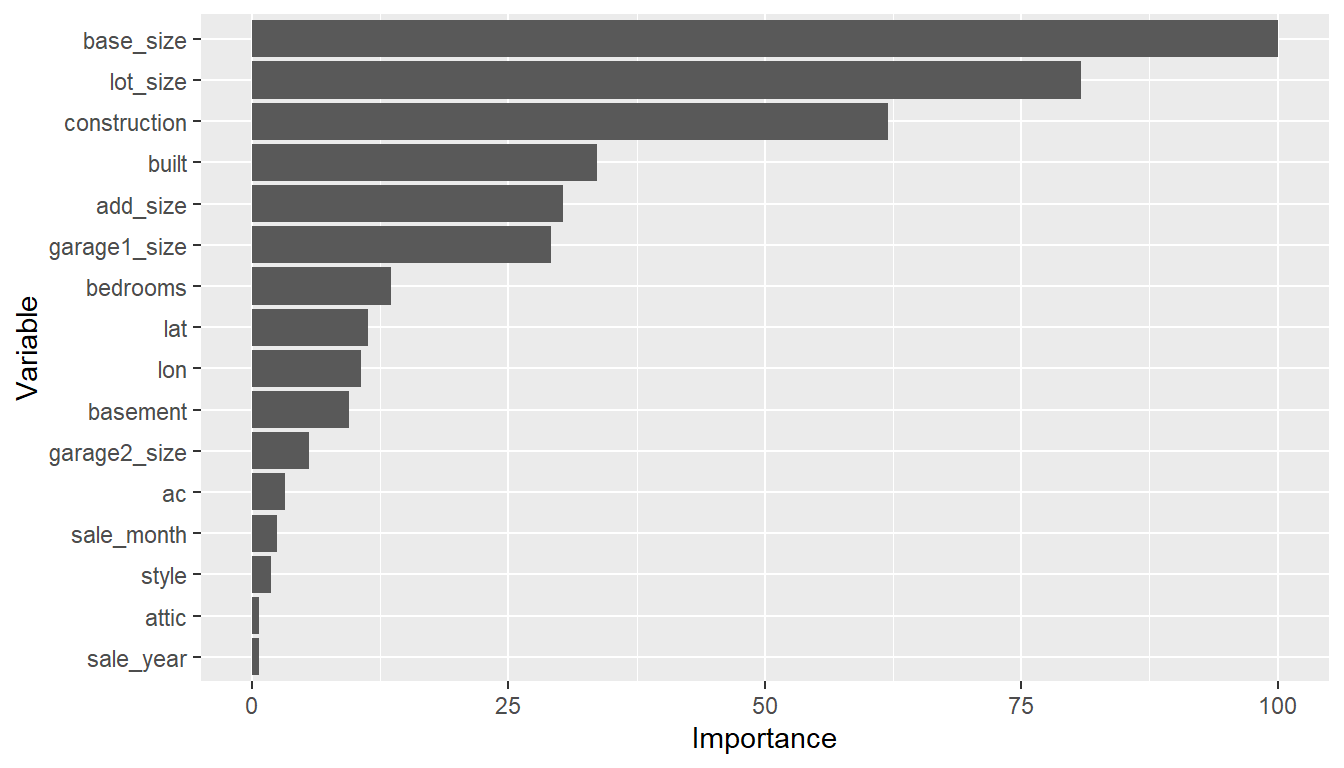 base_size
lot_size
construction
built
add_size
garage1_size
bedrooms
lat
lon
basement
garage2_size
ac
sale_month
style
attic
sale_year
Variable
0 25 50 75 100
Importance